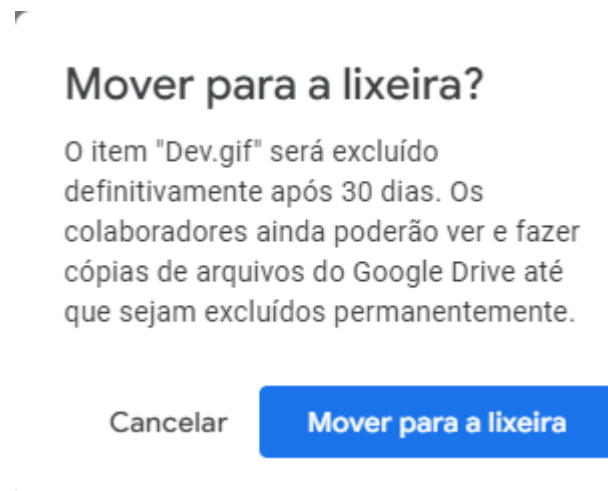 Mover para a lixeira?
O item "Dev.gif" será excluído
definitivamente após 30 dias. Os
colaboradores ainda poderão ver e fazer
cópias de arquivos do Google Drive até
que sejam excluídos permanentemente.
Cancelar Mover para a lixeira